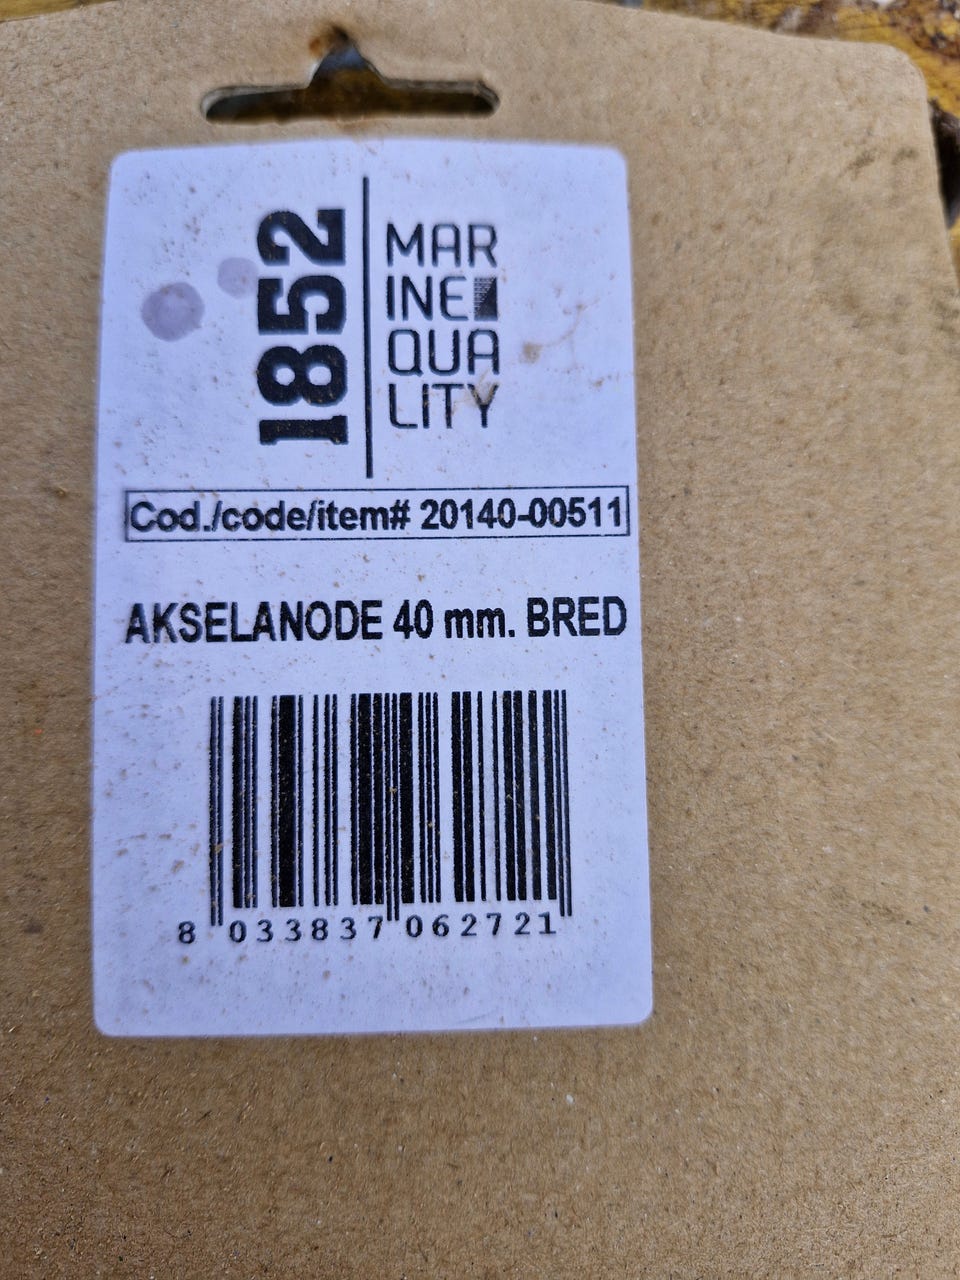 1852
MAR
INE
QUA
LITY
Cod./code/item# 20140-00511
AKSELANODE 40 mm. BRED
8 033837 062721